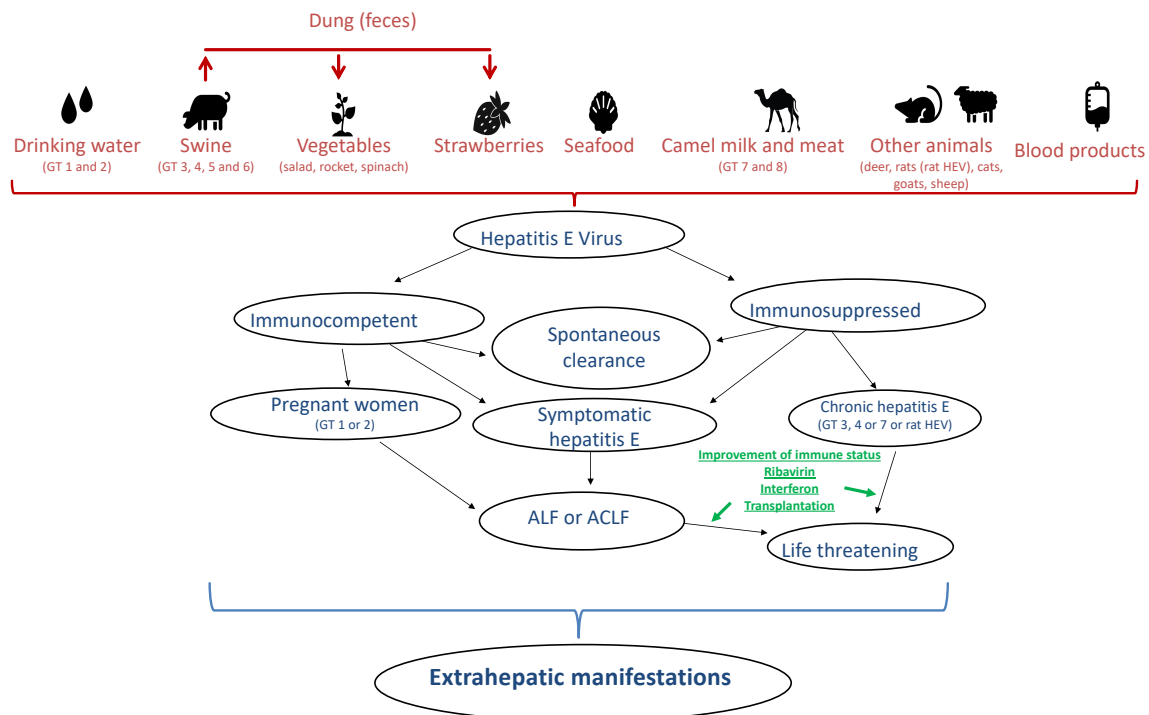 Dung (feces)
Drinking water
(GT 1 and 2)
Swine
(GT 3, 4, 5 and 6)
Vegetables
(salad, rocket, spinach)
Strawberries
Seafood
Camel milk and meat
(GT 7 and 8)
Other animals
(deer, rats (rat HEV), cats,
goats, sheep)
Blood products
Hepatitis E Virus
Immunocompetent
Immunosuppressed
Spontaneous
clearance
Pregnant women
(GT 1 or 2)
Symptomatic
hepatitis E
Chronic hepatitis E
(GT 3, 4 or 7 or rat HEV)
Improvement of immune status
Ribavirin
Interferon
Transplantation
ALF or ACLF
Life threatening
Extrahepatic manifestations